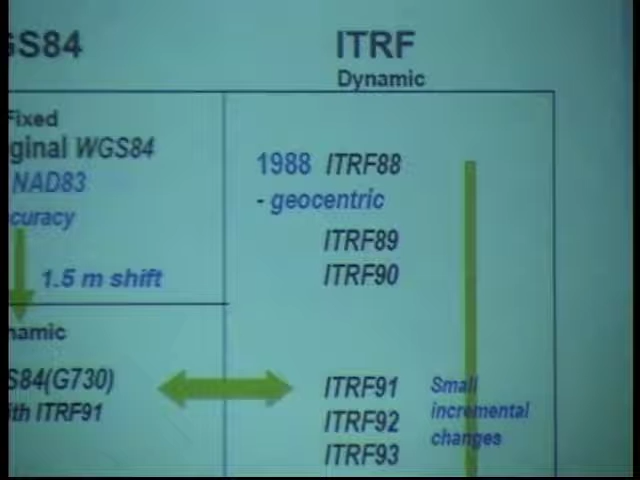 GS84
Fixed
ginal WGS84
NAD83
curacy
1.5 m shift
namic
S84(G730)
ith ITRF91
ITRF
Dynamic
1988 ITRF88
- geocentric
ITRF89
ITRF90
ITRF91
ITRF92
ITRF93
Small
incremental
changes